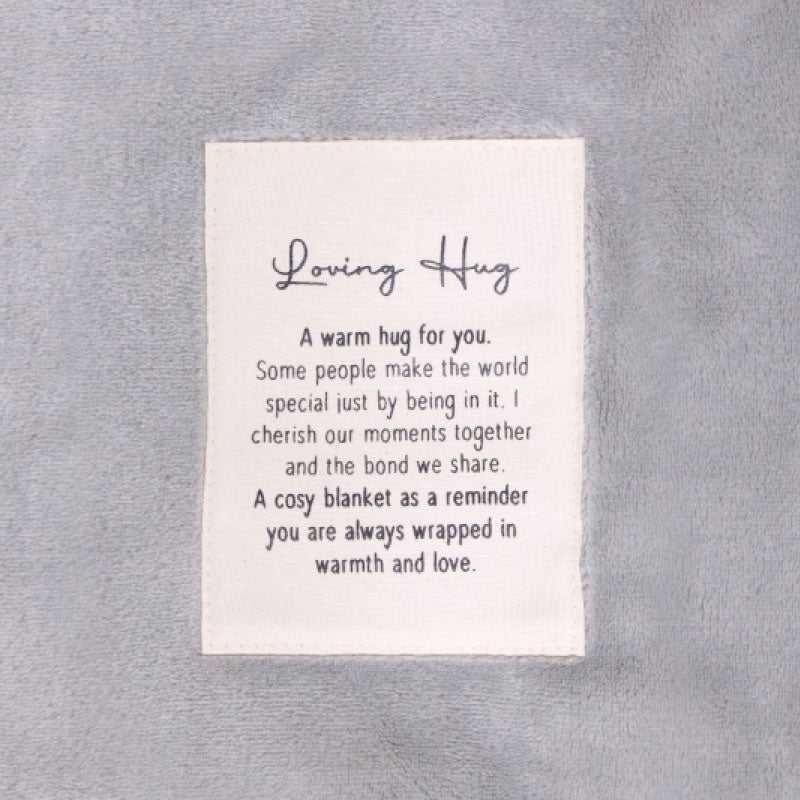 Loving Hug
A warm hug for you.
Some people make the world
special just by being in it. I
cherish our moments together
and the bond we share.
A cosy blanket as a reminder
you are always wrapped in
warmth and love.